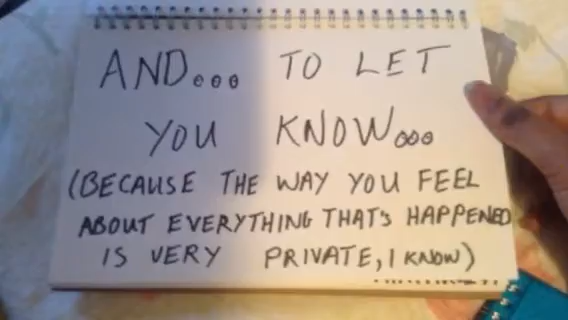 AND... TO LET
YOU KNOW...
(BECAUSE THE WAY YOU FEEL
ABOUT EVERYTHING THAT'S HAPPENED
IS VERY PRIVATE, I KNOW)